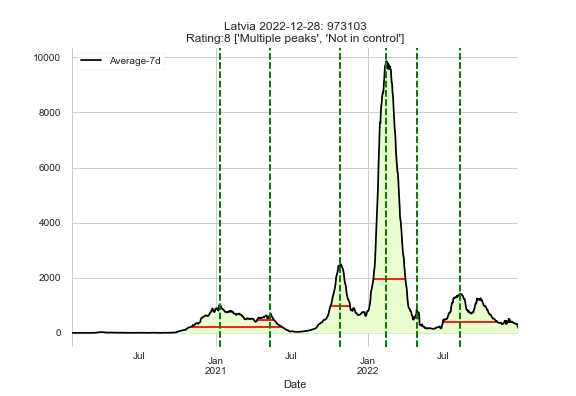 Latvia 2022-12-28: 973103
Rating:8 ['Multiple peaks', 'Not in control']
Average-7d
10000
8000
6000
4000
2000
0
Jul
Jan
2021
Jul
Jan
2022
Jul
Date